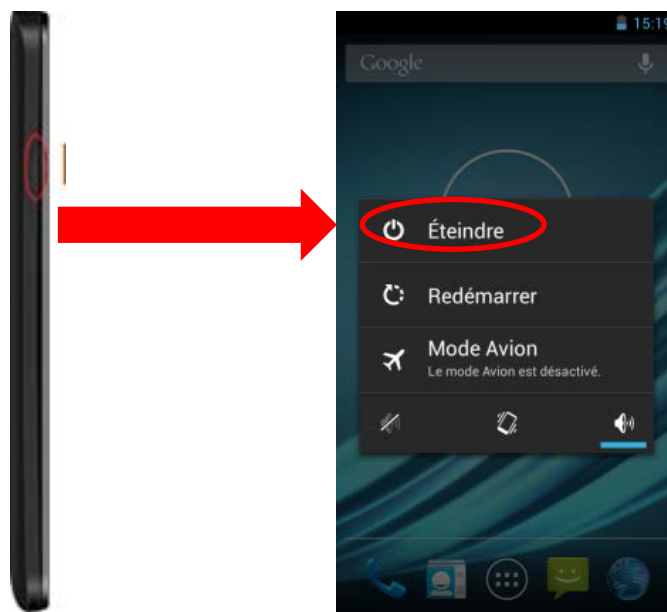 15:19
Google
Éteindre
Redémarrer
Mode Avion
Le mode Avion est désactivé.